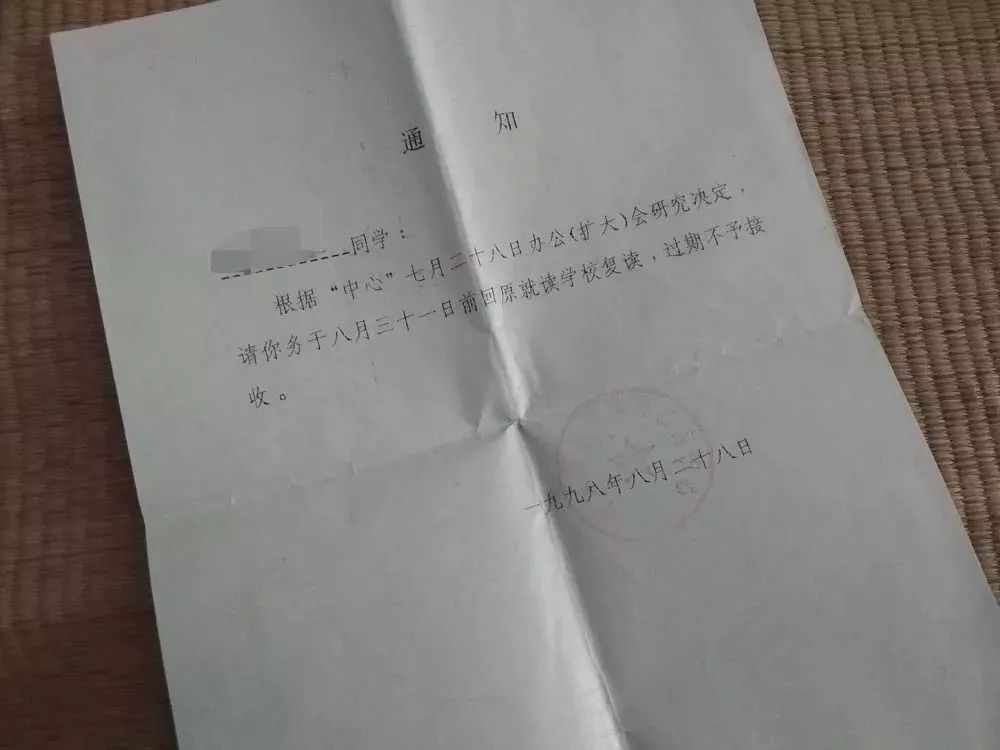 通 知
同学：
根据“中心”七月二十八日办公(扩大)会研究决定，
请你务于八月三十一日前回原就读学校复读，过期不予接
收。
一九九八年八月二十八日